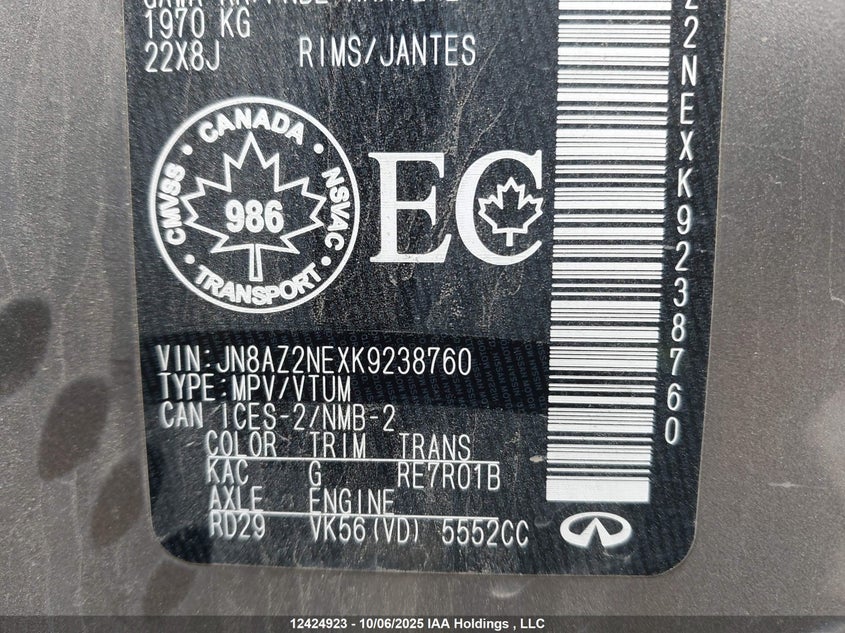 1970 KG
22X8J RIMS/JANTES
CANADA
CMVSS
NSVAC
986
TRANSPORT
EC
VIN:JN8AZ2NEXK9238760
TYPE:MPV/VTUM
CAN ICES-2/NMB-2
COLOR TRIM TRANS
KAC G RE7R01B
AXLE ENGINE
RD29 VK56(VD) 5552CC
2NEXK9238760
12424923 - 10/06/2025 IAA Holdings , LLC